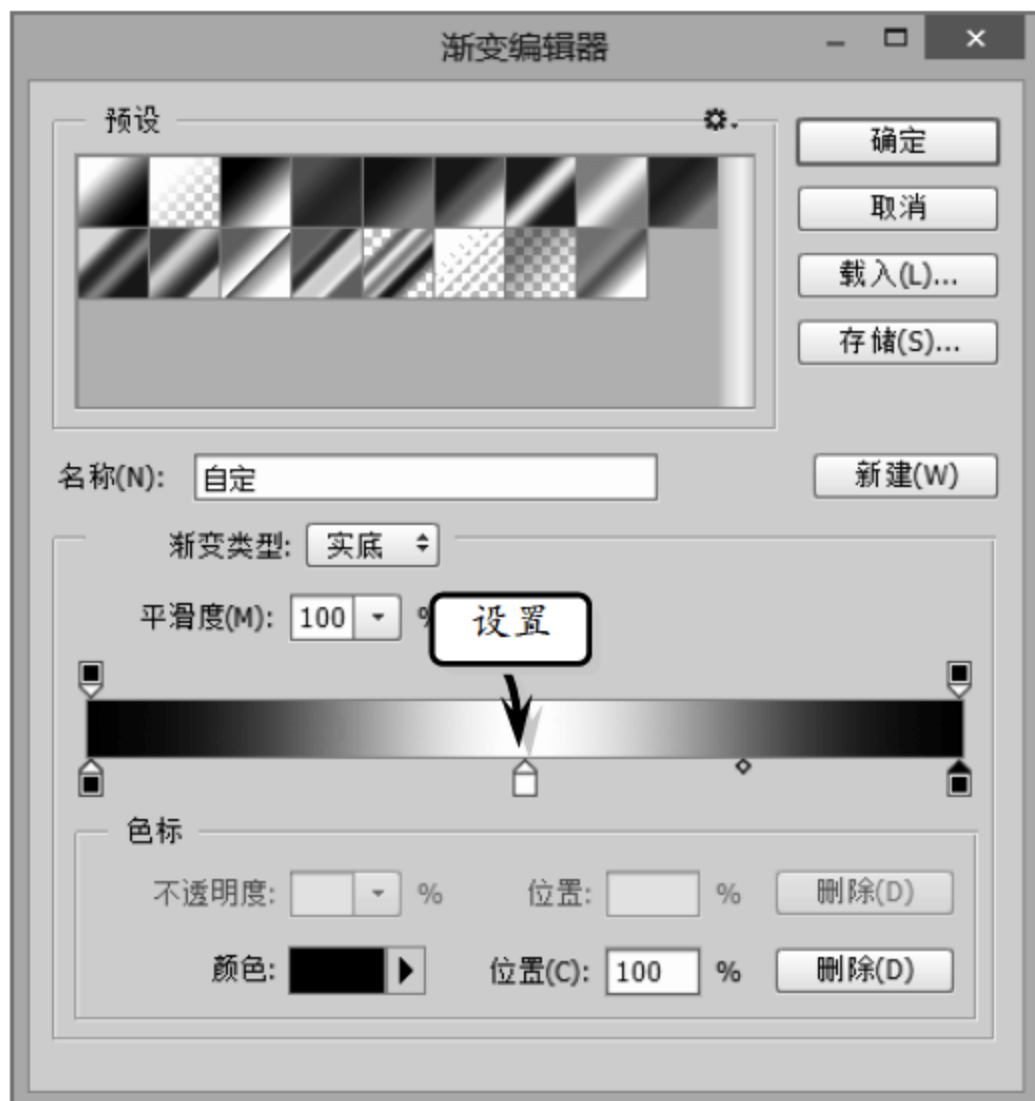 渐变编辑器
预设
确定
取消
载入(L)...
存储(S)...
名称(N): 自定 新建(W)
渐变类型: 实底
平滑度(M): 100 %
设置
色标
不透明度: % 位置: % 删除(D)
颜色: 位置(C): 100 % 删除(D)